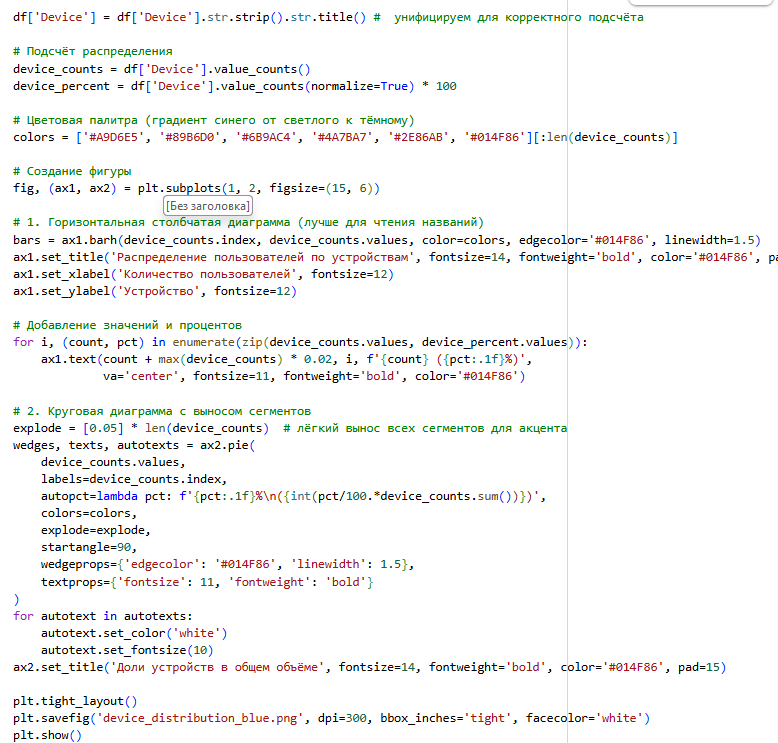 df['Device'] = df['Device'].str.strip().str.title() #  унифицируем для корректного подсчёта
# Подсчёт распределения
device_counts = df['Device'].value_counts()
device_percent = df['Device'].value_counts(normalize=True) * 100
# Цветовая палитра (градиент синего от светлого к тёмному)
colors = ['#A9D6E5', '#89B6D0', '#6B9AC4', '#4A7BA7', '#2E86AB', '#014F86'][:len(device_counts)]
# Создание фигуры
fig, (ax1, ax2) = plt.subplots(1, 2, figsize=(15, 6))
[Без заголовка]
# 1. Горизонтальная столбчатая диаграмма (лучше для чтения названий)
bars = ax1.barh(device_counts.index, device_counts.values, color=colors, edgecolor='#014F86', linewidth=1.5)
ax1.set_title('Распределение пользователей по устройствам', fontsize=14, fontweight='bold', color='#014F86', pa
ax1.set_xlabel('Количество пользователей', fontsize=12)
ax1.set_ylabel('Устройство', fontsize=12)
# Добавление значений и процентов
for i, (count, pct) in enumerate(zip(device_counts.values, device_percent.values)):
    ax1.text(count + max(device_counts) * 0.02, i, f'{count} ({pct:.1f}%)',
            va='center', fontsize=11, fontweight='bold', color='#014F86')
# 2. Круговая диаграмма с выносом сегментов
explode = [0.05] * len(device_counts)  # лёгкий вынос всех сегментов для акцента
wedges, texts, autotexts = ax2.pie(
    device_counts.values,
    labels=device_counts.index,
    autopct=lambda pct: f'{pct:.1f}%\n({int(pct/100.*device_counts.sum())})',
    colors=colors,
    explode=explode,
    startangle=90,
    wedgeprops={'edgecolor': '#014F86', 'linewidth': 1.5},
    textprops={'fontsize': 11, 'fontweight': 'bold'}
)
for autotext in autotexts:
    autotext.set_color('white')
    autotext.set_fontsize(10)
ax2.set_title('Доли устройств в общем объёме', fontsize=14, fontweight='bold', color='#014F86', pad=15)
plt.tight_layout()
plt.savefig('device_distribution_blue.png', dpi=300, bbox_inches='tight', facecolor='white')
plt.show()